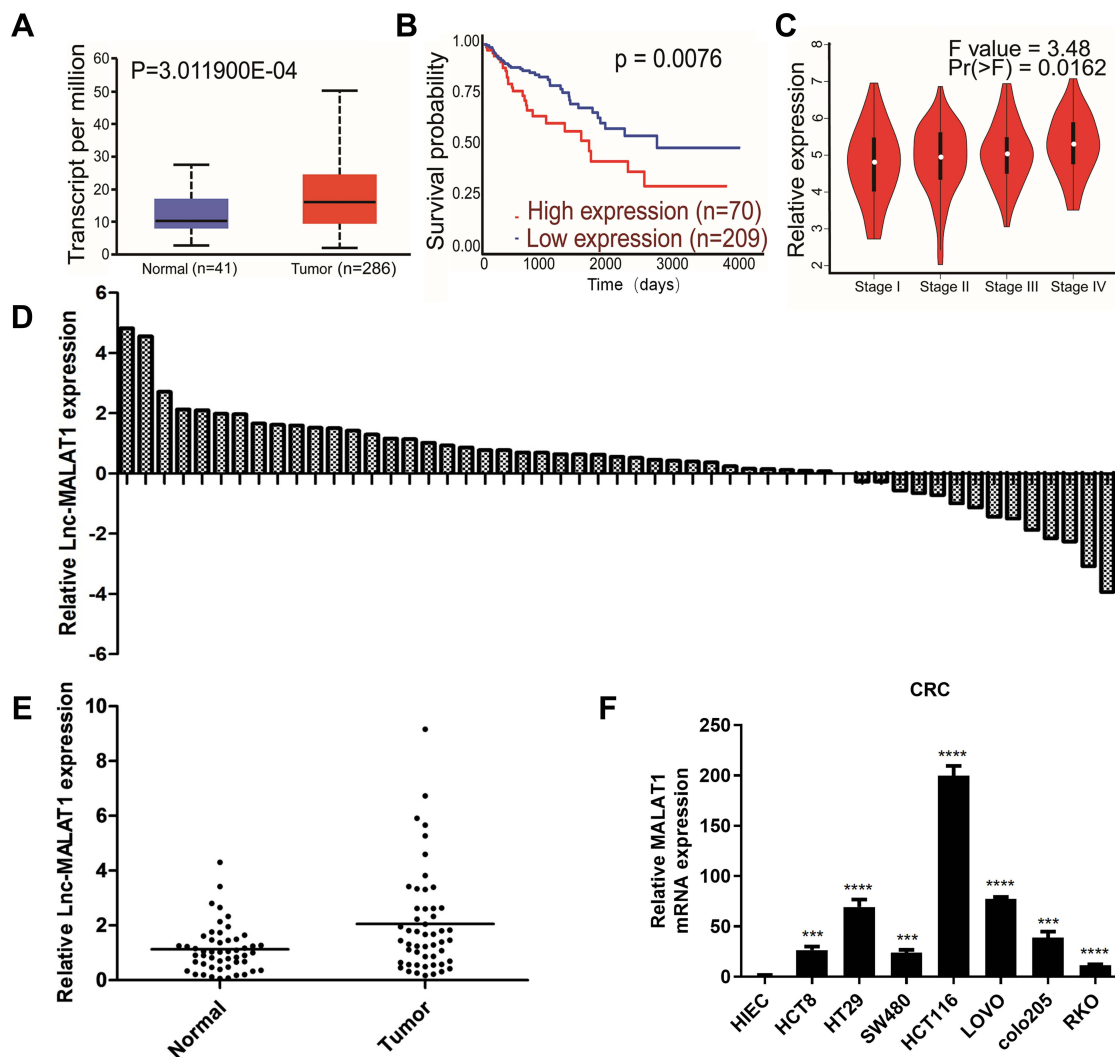 A
Transcript per million
60
50
40
30
20
10
0
P=3.011900E-04
Normal (n=41)
Tumor (n=286)
B
Survival probability
1.00
0.75
0.50
0.25
0.00
p = 0.0076
High expression (n=70)
Low expression (n=209)
0
1000
2000
3000
4000
Time (days)
C
Relative expression
8
7
6
5
4
3
2
F value = 3.48
Pr(>F) = 0.0162
Stage I
Stage II
Stage III
Stage IV
D
Relative Lnc-MALAT1 expression
6
4
2
0
-2
-4
-6
E
Relative Lnc-MALAT1 expression
10
8
6
4
2
0
Normal
Tumor
F
CRC
Relative MALAT1
mRNA expression
250
200
150
100
50
0
***
****
***
****
****
***
****
HIEC
HCT8
HT29
SW480
HCT116
LOVO
colo205
RKO